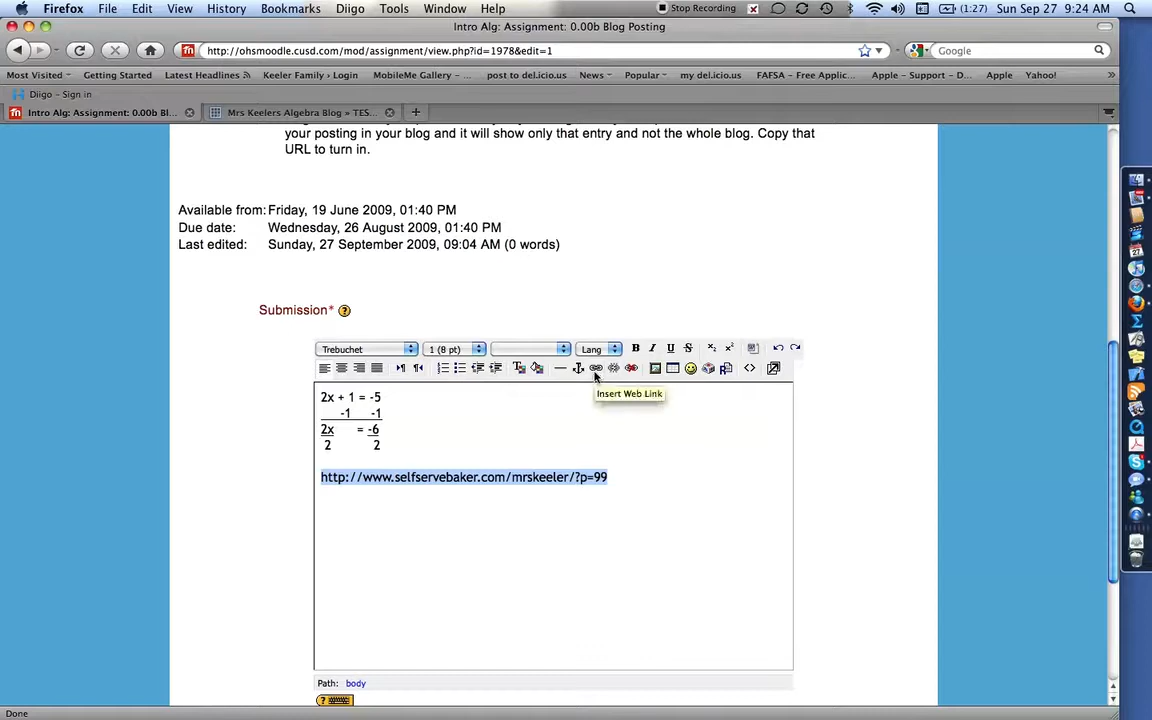 Firefox File Edit View History Bookmarks Diigo Tools Window Help Stop Recording (1:27) Sun Sep 27 9:24 AM
Intro Alg: Assignment: 0.00b Blog Posting
http://ohsmoodle.cusd.com/mod/assignment/view.php?id=1978&edit=1 Google
Most Visited Getting Started Latest Headlines Keeler Family › Login MobileMe Gallery – ... post to del.icio.us News Popular my del.icio.us FAFSA – Free Applic... Apple – Support – D... Apple Yahoo! »
Diigo – Sign in
Intro Alg: Assignment: 0.00b Bl... Mrs Keelers Algebra Blog » TES...
your posting in your blog and it will show only that entry and not the whole blog. Copy that
URL to turn in.
Available from: Friday, 19 June 2009, 01:40 PM
Due date: Wednesday, 26 August 2009, 01:40 PM
Last edited: Sunday, 27 September 2009, 09:04 AM (0 words)
Submission* ?
Trebuchet 1 (8 pt) Lang B I U S x₂ x²
Insert Web Link
2x + 1 = -5
-1 -1
2x = -6
2 2
http://www.selfservebaker.com/mrskeeler/?p=99
Path: body
?
Done